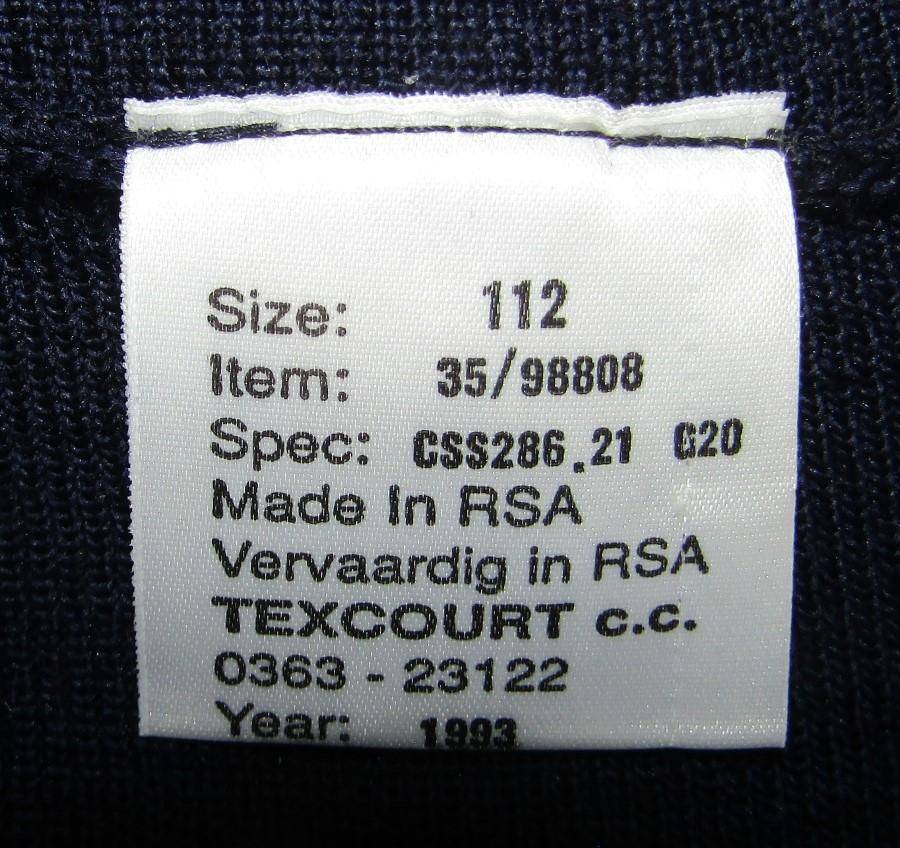 Size: 112
Item: 35/98808
Spec: CSS286.21 G20
Made In RSA
Vervaardig in RSA
TEXCOURT c.c.
0363 - 23122
Year: 1993